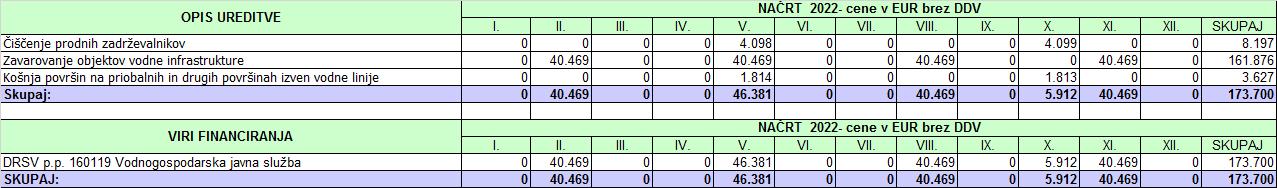 OPIS UREDITVE NAČRT 2022- cene v EUR brez DDV
I. II. III. IV. V. VI. VII. VIII. IX. X. XI. XII. SKUPAJ
Čiščenje prodnih zadrževalnikov 0 0 0 0 4.098 0 0 0 0 4.099 0 0 8.197
Zavarovanje objektov vodne infrastrukture 0 40.469 0 0 40.469 0 0 40.469 0 0 40.469 0 161.876
Košnja površin na priobalnih in drugih površinah izven vodne linije 0 0 0 0 1.814 0 0 0 0 1.813 0 0 3.627
Skupaj: 0 40.469 0 0 46.381 0 0 40.469 0 5.912 40.469 0 173.700
VIRI FINANCIRANJA NAČRT 2022- cene v EUR brez DDV
I. II. III. IV. V. VI. VII. VIII. IX. X. XI. XII. SKUPAJ
DRSV p.p. 160119 Vodnogospodarska javna služba 0 40.469 0 0 46.381 0 0 40.469 0 5.912 40.469 0 173.700
SKUPAJ: 0 40.469 0 0 46.381 0 0 40.469 0 5.912 40.469 0 173.700